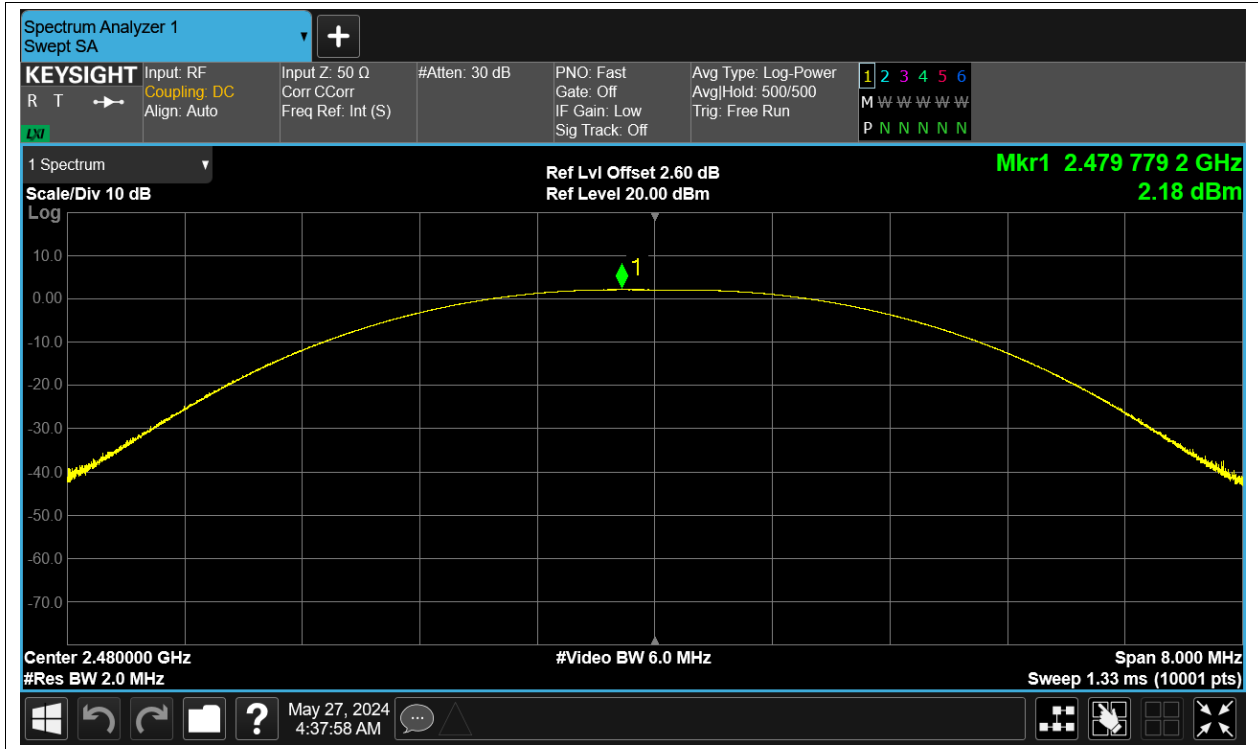 Spectrum Analyzer 1
Swept SA
+
KEYSIGHT
R T
LXI
Input: RF
Coupling: DC
Align: Auto
Input Z: 50 Ω
Corr CCorr
Freq Ref: Int (S)
#Atten: 30 dB
PNO: Fast
Gate: Off
IF Gain: Low
Sig Track: Off
Avg Type: Log-Power
Avg|Hold: 500/500
Trig: Free Run
1 2 3 4 5 6
M W W W W W
P N N N N N
1 Spectrum
Scale/Div 10 dB
Log
Ref Lvl Offset 2.60 dB
Ref Level 20.00 dBm
Mkr1 2.479 779 2 GHz
2.18 dBm
1
10.0
0.00
-10.0
-20.0
-30.0
-40.0
-50.0
-60.0
-70.0
Center 2.480000 GHz
#Res BW 2.0 MHz
#Video BW 6.0 MHz
Span 8.000 MHz
Sweep 1.33 ms (10001 pts)
?
May 27, 2024
4:37:58 AM